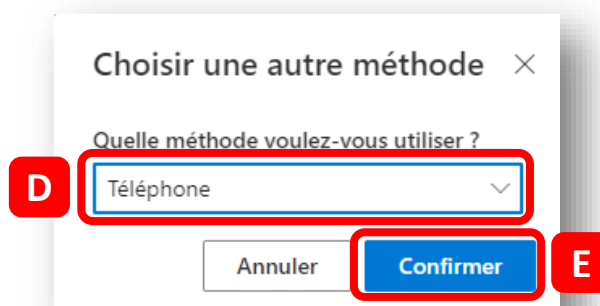 Choisir une autre méthode
Quelle méthode voulez-vous utiliser ?
D
Téléphone
Annuler
Confirmer
E